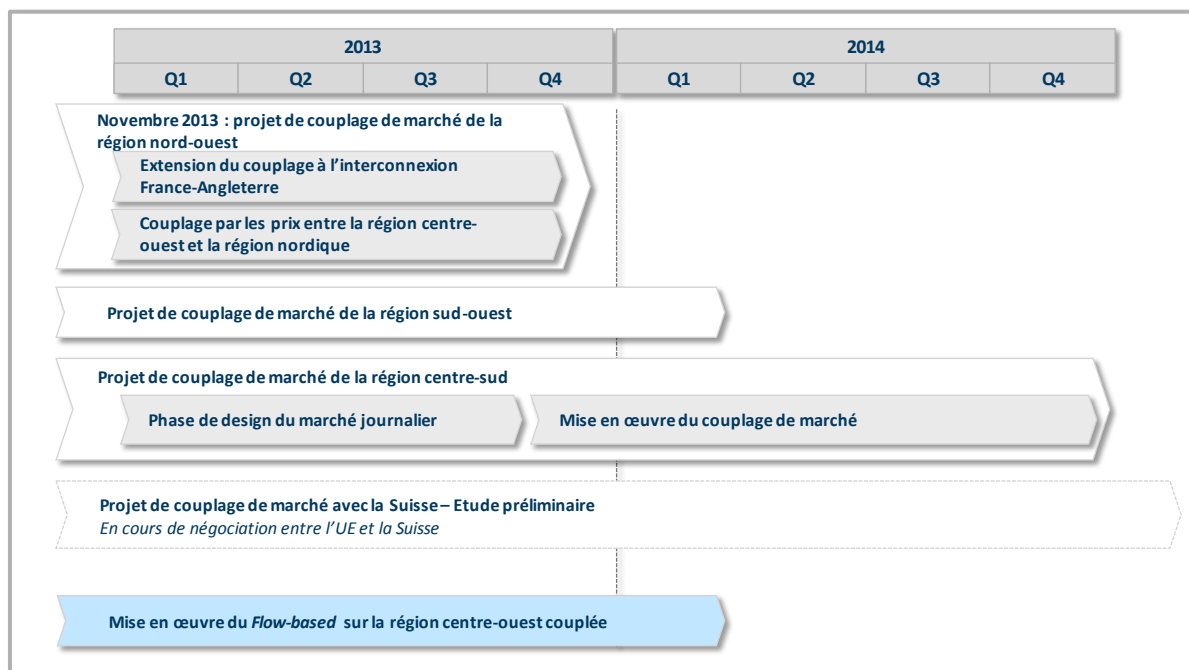 2013
2014
Q1
Q2
Q3
Q4
Q1
Q2
Q3
Q4
Novembre 2013 : projet de couplage de marché de la
région nord-ouest
Extension du couplage à l’interconnexion
France-Angleterre
Couplage par les prix entre la région centre-
ouest et la région nordique
Projet de couplage de marché de la région sud-ouest
Projet de couplage de marché de la région centre-sud
Phase de design du marché journalier
Mise en œuvre du couplage de marché
Projet de couplage de marché avec la Suisse – Etude préliminaire
En cours de négociation entre l’UE et la Suisse
Mise en œuvre du Flow-based sur la région centre-ouest couplée